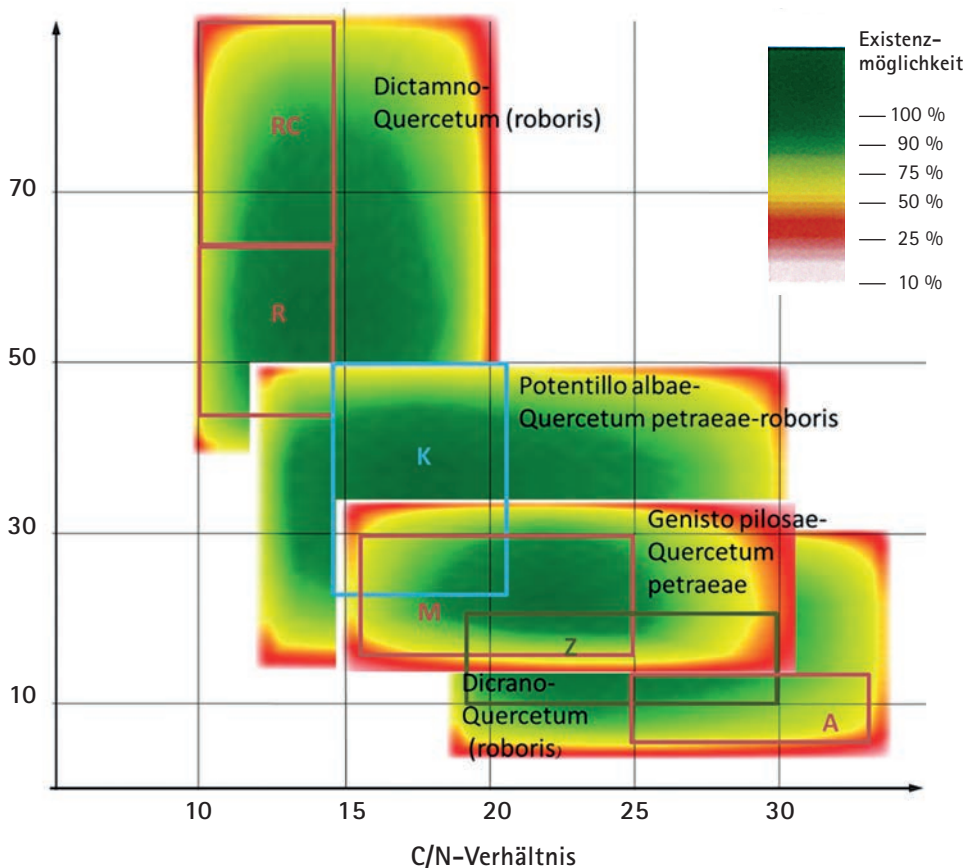 Existenz-
möglichkeit
100 %
90 %
75 %
50 %
25 %
10 %
Dictamno-
Quercetum (roboris)
RC
70
R
50
Potentillo albae-
Quercetum petraeae-roboris
K
30
Genisto pilosae-
Quercetum
petraeae
M
Z
10
Dicrano-
Quercetum
(roboris)
A
10 15 20 25 30
C/N-Verhältnis